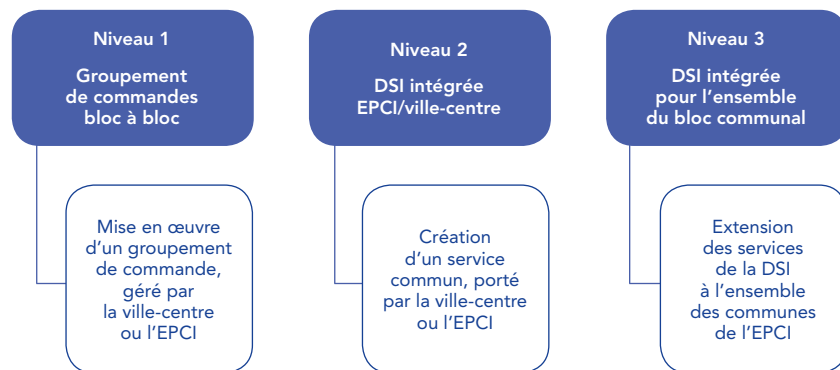 Niveau 1
Groupement
de commandes
bloc à bloc
Mise en œuvre
d'un groupement
de commande,
géré par
la ville-centre
ou l'EPCI
Niveau 2
DSI intégrée
EPCI/ville-centre
Création
d'un service
commun, porté
par la ville-centre
ou l'EPCI
Niveau 3
DSI intégrée
pour l'ensemble
du bloc communal
Extension
des services
de la DSI
à l'ensemble
des communes
de l'EPCI